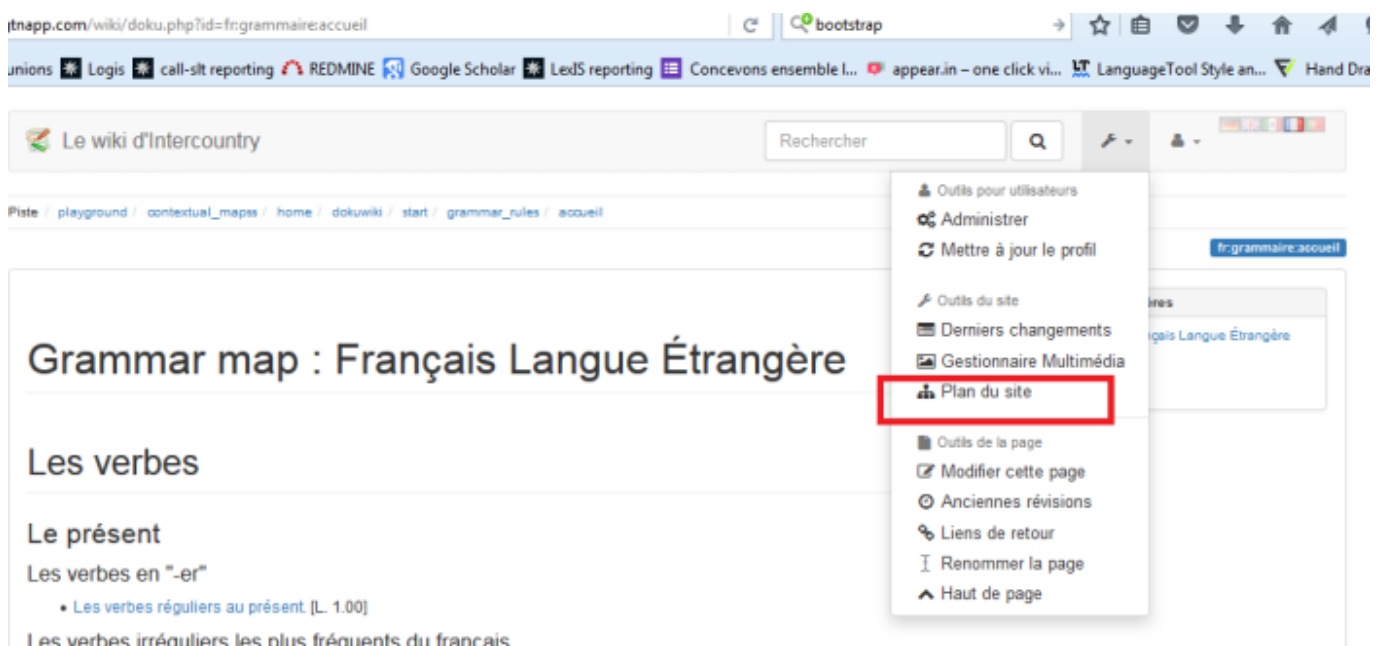 gtnapp.com/wiki/doku.php?id=fr:grammaire:accueil bootstrap
unions Logis call-slt reporting REDMINE Google Scholar LexIS reporting Concevons ensemble l... appear.in – one click vi... LanguageTool Style an... Hand Dra
Le wiki d'Intercountry Rechercher
Piste / playground / contextual_mapss / home / dokuwiki / start / grammar_rules / accueil
fr:grammaire:accueil
Outils pour utilisateurs
Administrer
Mettre à jour le profil
Outils du site
Derniers changements
Gestionnaire Multimédia
Plan du site
Outils de la page
Modifier cette page
Anciennes révisions
Liens de retour
Renommer la page
Haut de page
ères
nçais Langue Étrangère
Grammar map : Français Langue Étrangère
Les verbes
Le présent
Les verbes en "-er"
• Les verbes réguliers au présent. [L. 1.00]
Les verbes irréguliers les plus fréquents du français